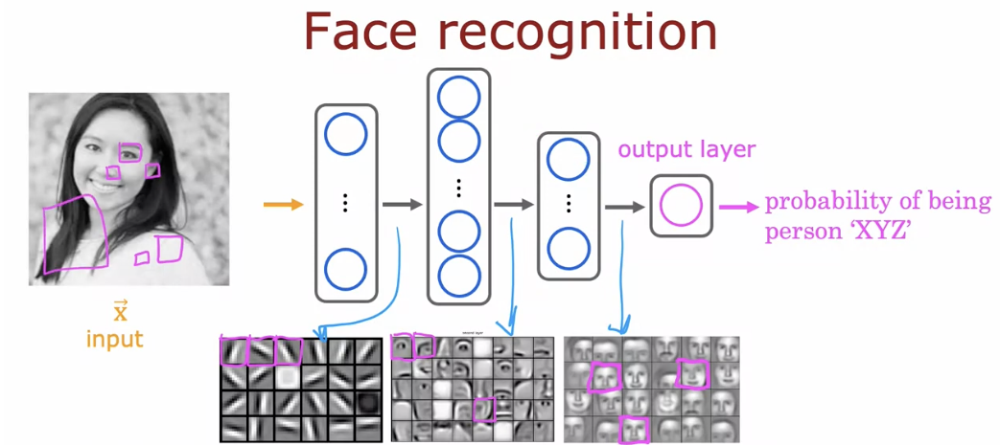 Face recognition
output layer
probability of being
person ‘XYZ’
x⃗
input